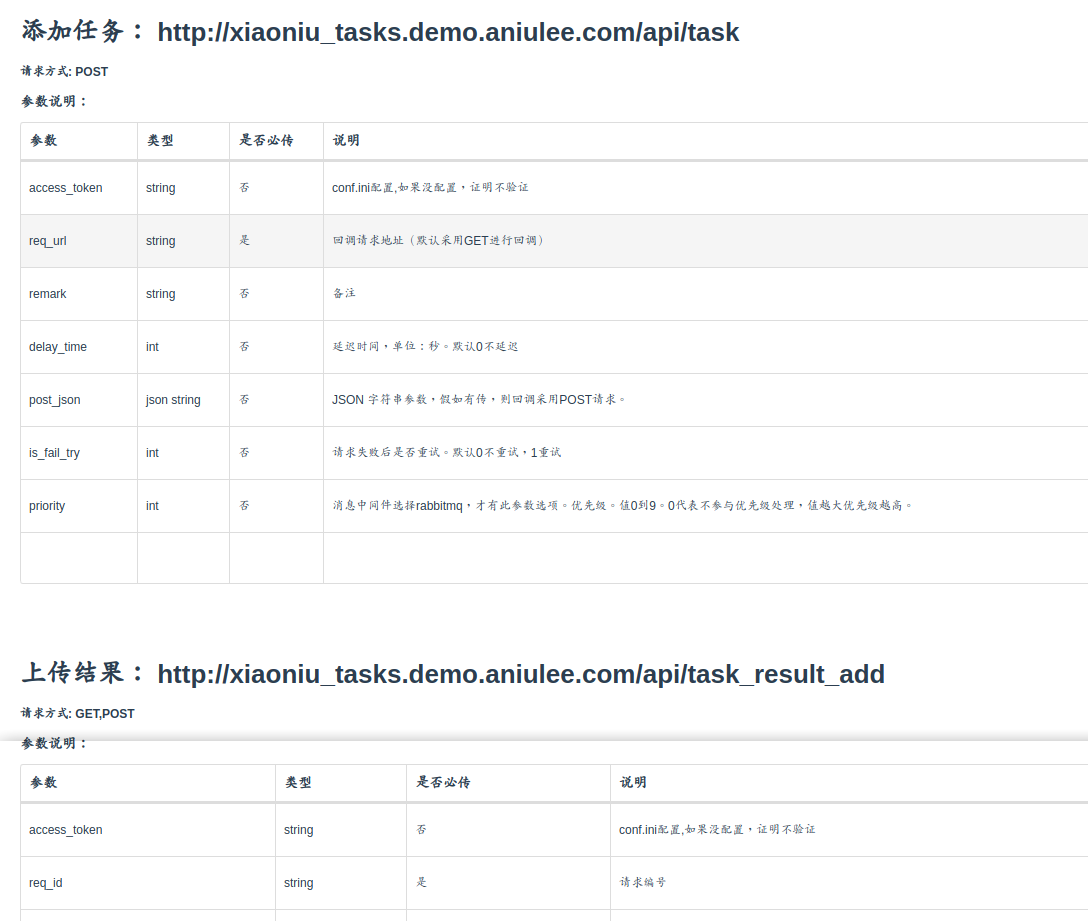 添加任务： http://xiaoniu_tasks.demo.aniulee.com/api/task
请求方式: POST
参数说明：
参数 类型 是否必传 说明
access_token string 否 conf.ini配置,如果没配置，证明不验证
req_url string 是 回调请求地址（默认采用GET进行回调）
remark string 否 备注
delay_time int 否 延迟时间，单位：秒。默认0不延迟
post_json json string 否 JSON 字符串参数，假如有传，则回调采用POST请求。
is_fail_try int 否 请求失败后是否重试。默认0不重试，1重试
priority int 否 消息中间件选择rabbitmq，才有此参数选项。优先级。值0到9。0代表不参与优先级处理，值越大优先级越高。
上传结果： http://xiaoniu_tasks.demo.aniulee.com/api/task_result_add
请求方式: GET,POST
参数说明：
参数 类型 是否必传 说明
access_token string 否 conf.ini配置,如果没配置，证明不验证
req_id string 是 请求编号